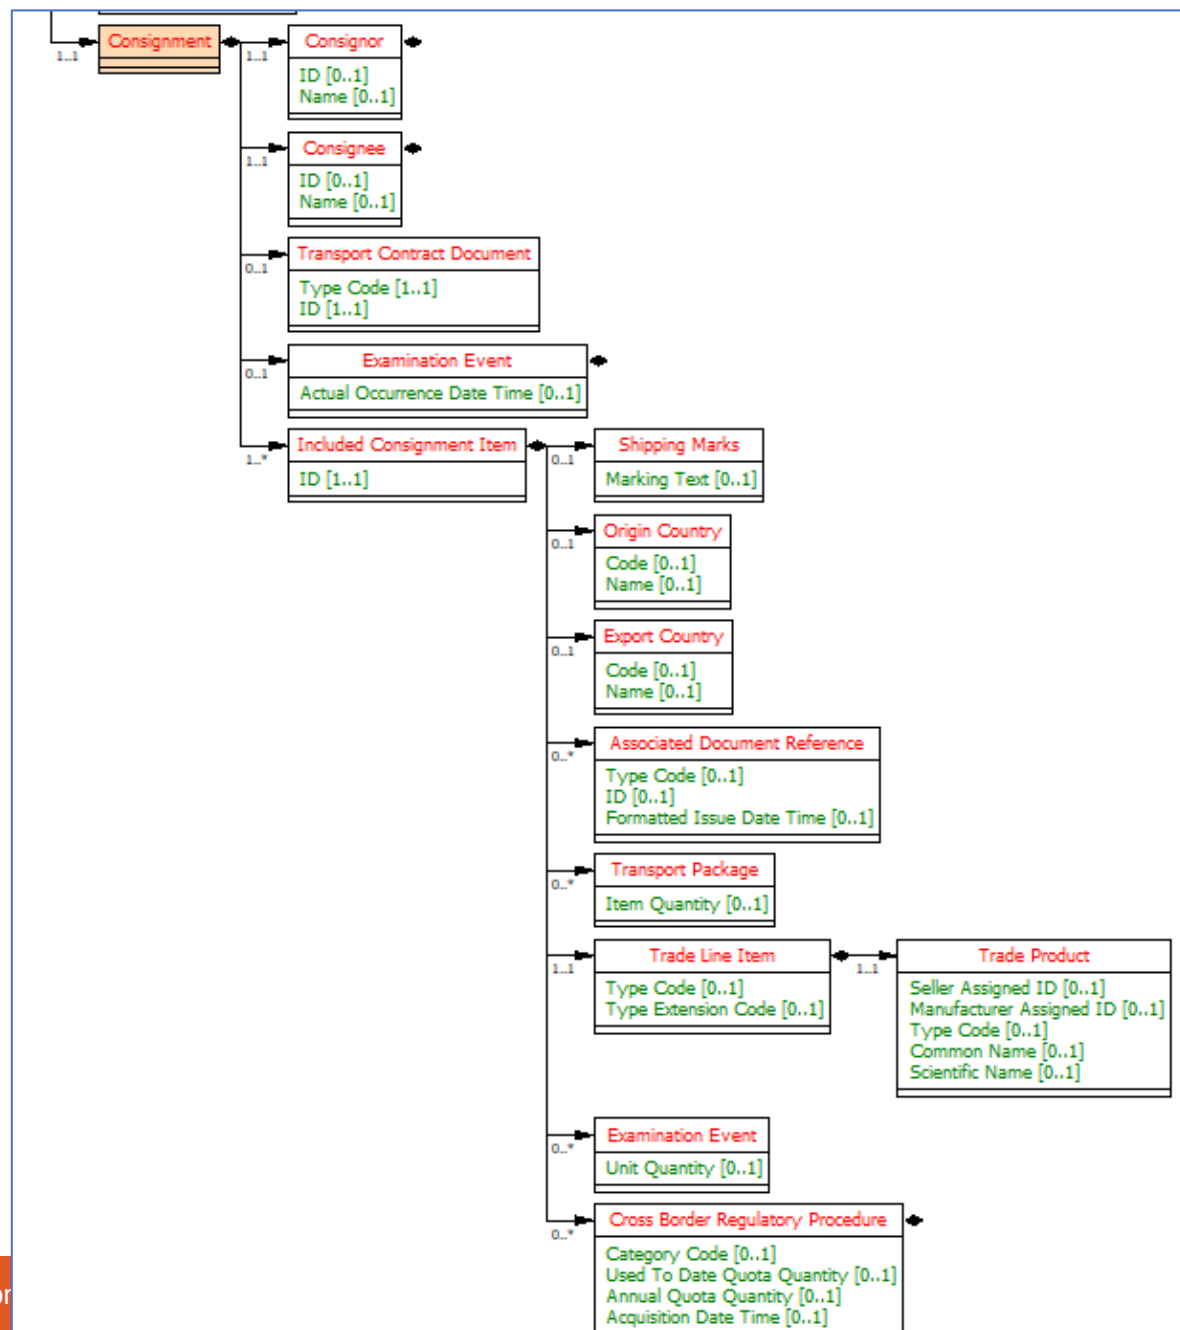 Consignment
1..1
1..1
Consignor
ID [0..1]
Name [0..1]
1..1
Consignee
ID [0..1]
Name [0..1]
0..1
Transport Contract Document
Type Code [1..1]
ID [1..1]
0..1
Examination Event
Actual Occurrence Date Time [0..1]
1..*
Included Consignment Item
ID [1..1]
0..1
Shipping Marks
Marking Text [0..1]
0..1
Origin Country
Code [0..1]
Name [0..1]
0..1
Export Country
Code [0..1]
Name [0..1]
0..*
Associated Document Reference
Type Code [0..1]
ID [0..1]
Formatted Issue Date Time [0..1]
0..*
Transport Package
Item Quantity [0..1]
1..1
Trade Line Item
Type Code [0..1]
Type Extension Code [0..1]
1..1
Trade Product
Seller Assigned ID [0..1]
Manufacturer Assigned ID [0..1]
Type Code [0..1]
Common Name [0..1]
Scientific Name [0..1]
0..*
Examination Event
Unit Quantity [0..1]
0..*
Cross Border Regulatory Procedure
Category Code [0..1]
Used To Date Quota Quantity [0..1]
Annual Quota Quantity [0..1]
Acquisition Date Time [0..1]